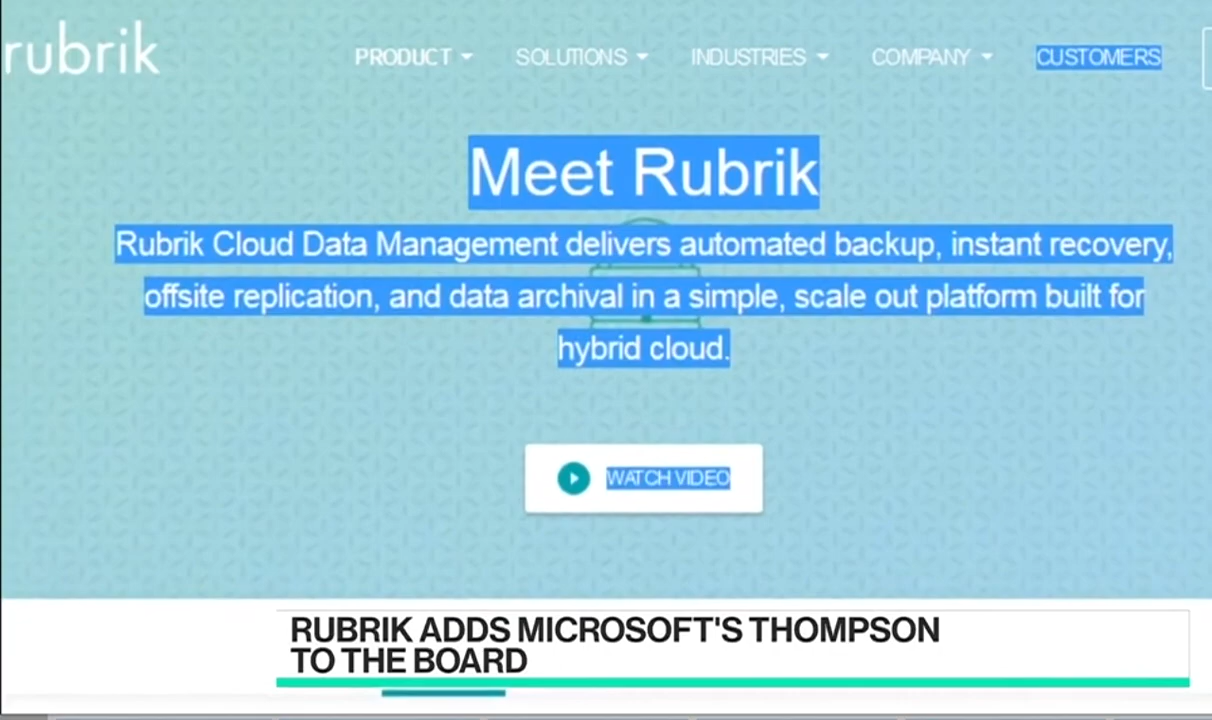 rubrik
PRODUCT SOLUTIONS INDUSTRIES COMPANY CUSTOMERS
Meet Rubrik
Rubrik Cloud Data Management delivers automated backup, instant recovery,
offsite replication, and data archival in a simple, scale out platform built for
hybrid cloud.
WATCH VIDEO
RUBRIK ADDS MICROSOFT'S THOMPSON
TO THE BOARD